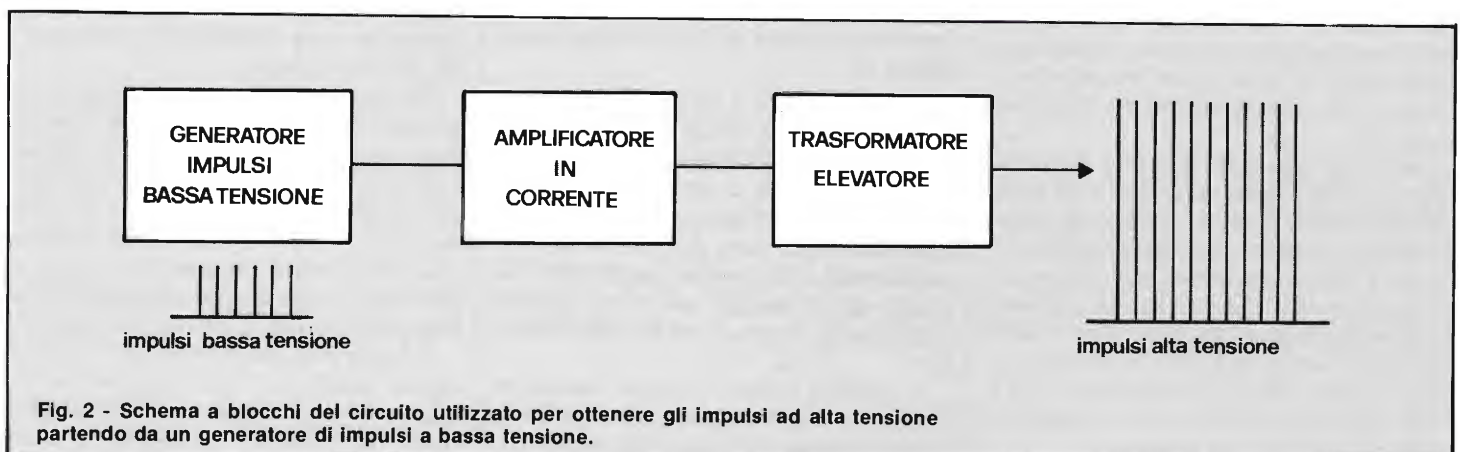 GENERATORE
IMPULSI
BASSA TENSIONE
AMPLIFICATORE
IN
CORRENTE
TRASFORMATORE
ELEVATORE
impulsi bassa tensione
impulsi alta tensione
Fig. 2 - Schema a blocchi del circuito utilizzato per ottenere gli impulsi ad alta tensione
partendo da un generatore di impulsi a bassa tensione.